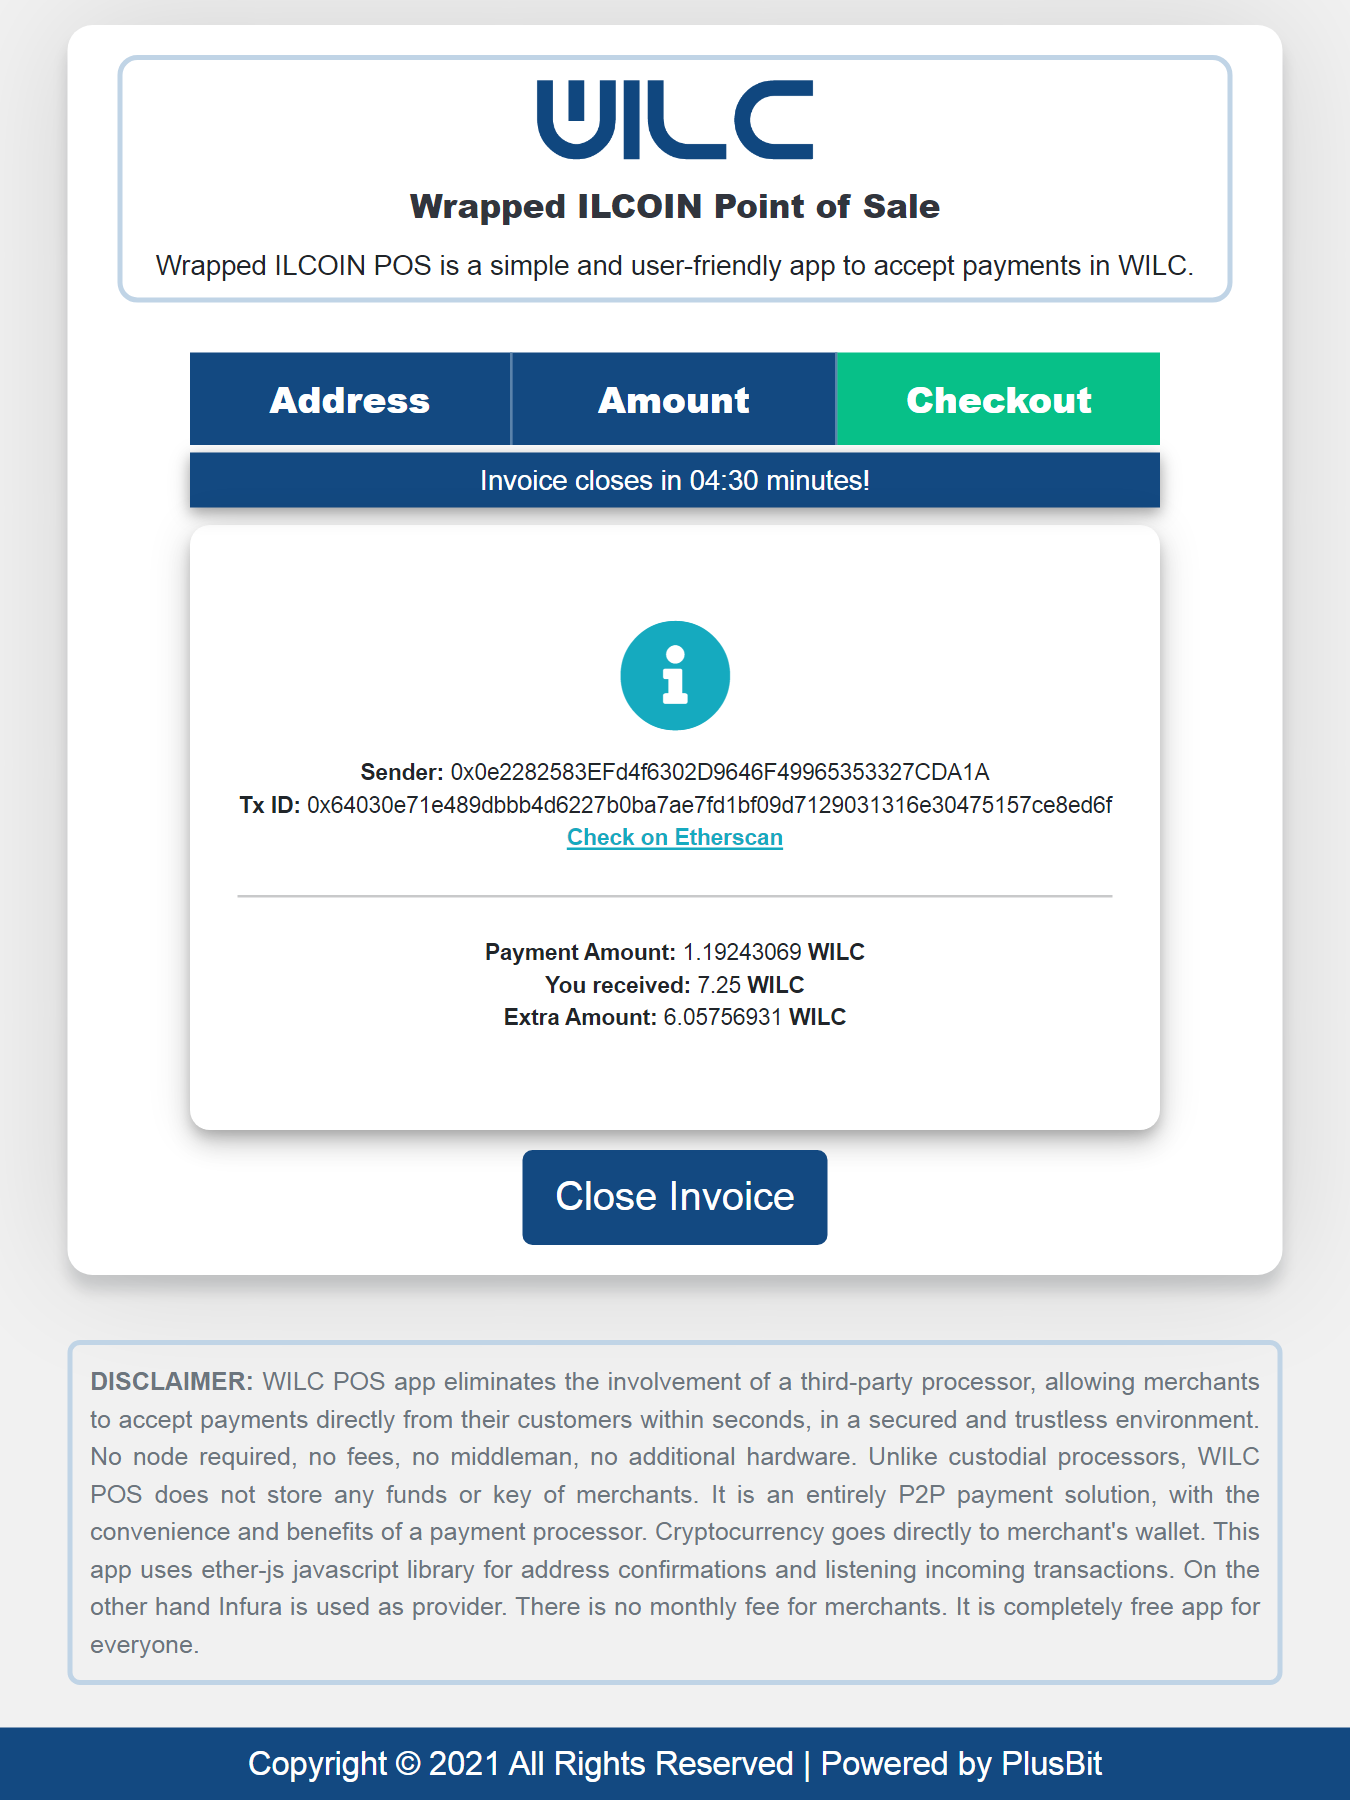 WILC
Wrapped ILCOIN Point of Sale
Wrapped ILCOIN POS is a simple and user-friendly app to accept payments in WILC.
Address Amount Checkout
Invoice closes in 04:30 minutes!
Sender: 0x0e2282583EFd4f6302D9646F49965353327CDA1A
Tx ID: 0x64030e71e489dbbb4d6227b0ba7ae7fd1bf09d7129031316e30475157ce8ed6f
Check on Etherscan
Payment Amount: 1.19243069 WILC
You received: 7.25 WILC
Extra Amount: 6.05756931 WILC
Close Invoice
DISCLAIMER: WILC POS app eliminates the involvement of a third-party processor, allowing merchants
to accept payments directly from their customers within seconds, in a secured and trustless environment.
No node required, no fees, no middleman, no additional hardware. Unlike custodial processors, WILC
POS does not store any funds or key of merchants. It is an entirely P2P payment solution, with the
convenience and benefits of a payment processor. Cryptocurrency goes directly to merchant's wallet. This
app uses ether-js javascript library for address confirmations and listening incoming transactions. On the
other hand Infura is used as provider. There is no monthly fee for merchants. It is completely free app for
everyone.
Copyright © 2021 All Rights Reserved | Powered by PlusBit